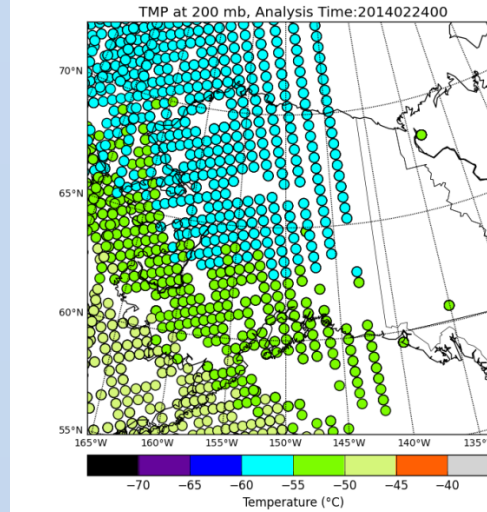 TMP at 200 mb, Analysis Time:2014022400
70°N
65°N
60°N
55°N
165°W 160°W 155°W 150°W 145°W 140°W 135°
−70 −65 −60 −55 −50 −45 −40
Temperature (°C)